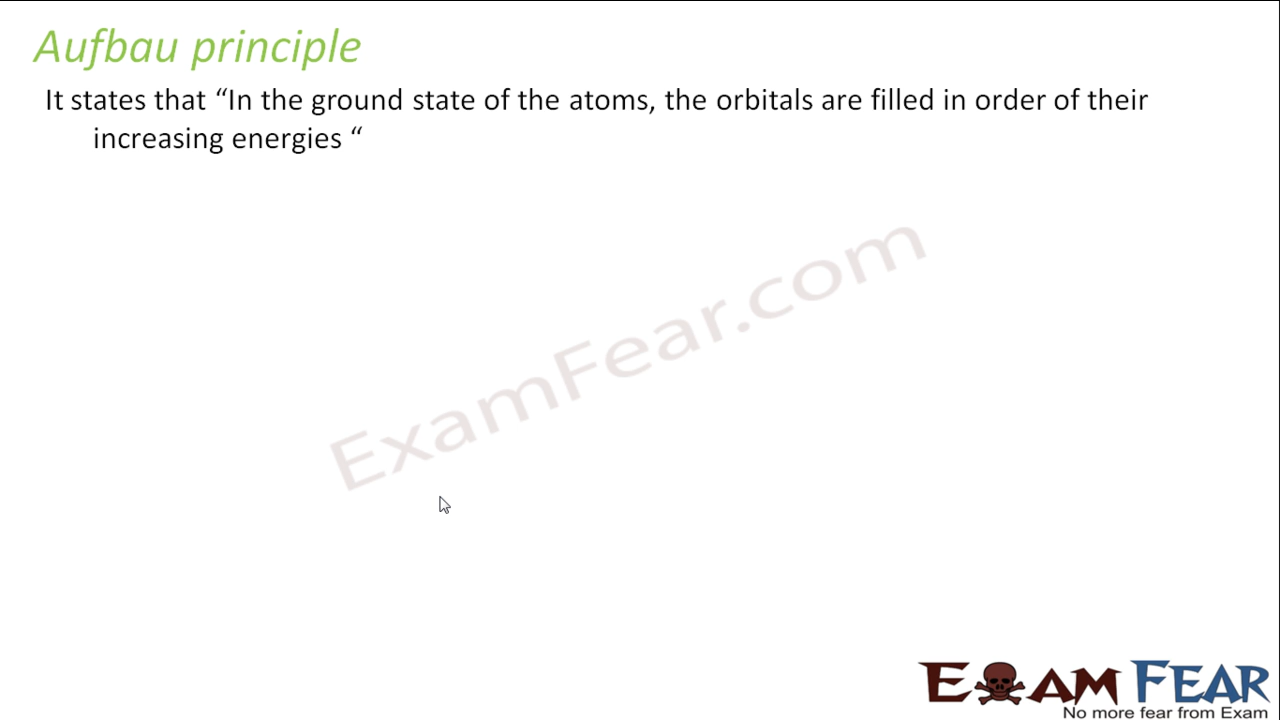 Aufbau principle
It states that “In the ground state of the atoms, the orbitals are filled in order of their
increasing energies “
ExamFear.com
EXAM FEAR
No more fear from Exam